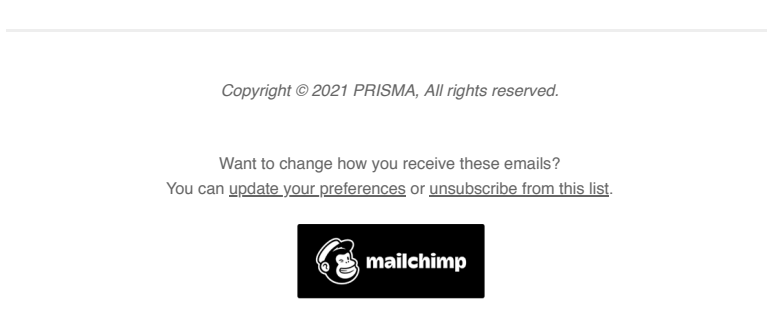 Copyright © 2021 PRISMA, All rights reserved.
Want to change how you receive these emails?
You can update your preferences or unsubscribe from this list.
mailchimp